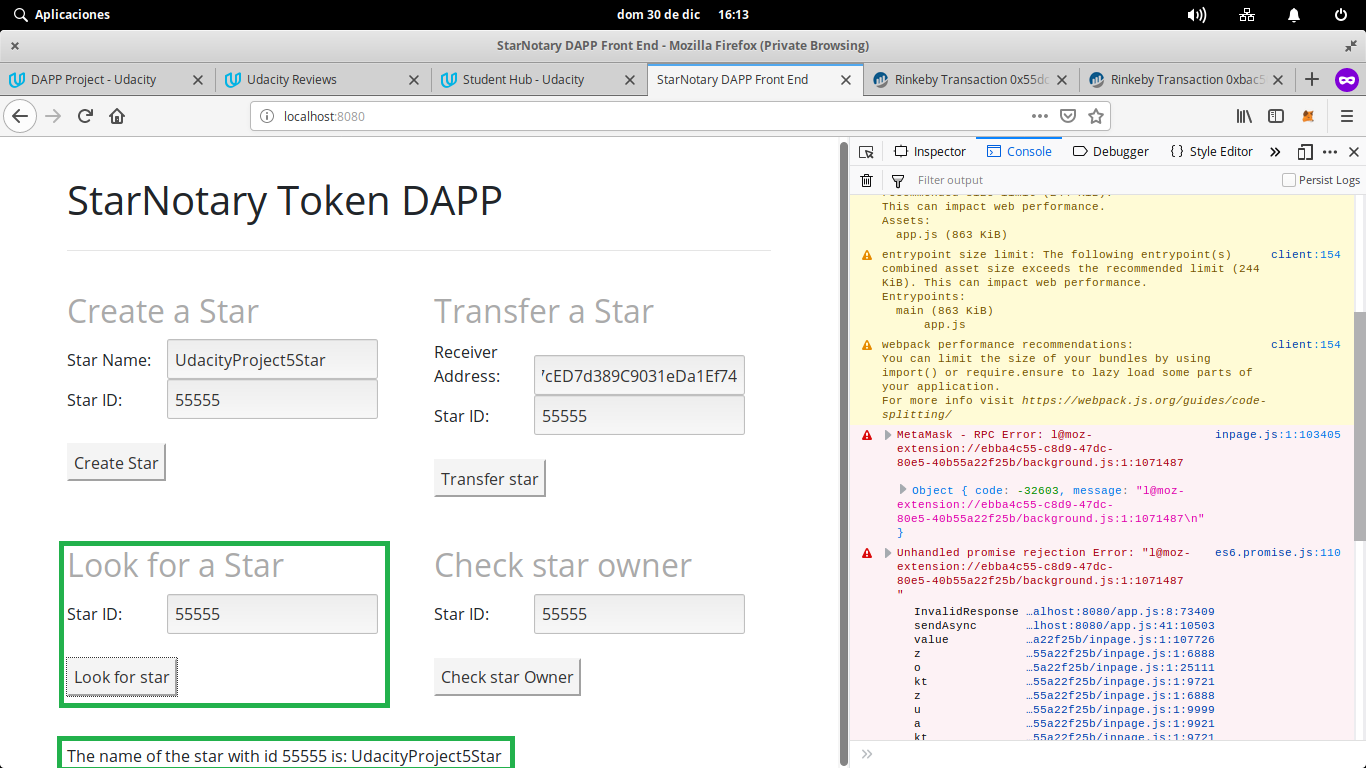 Aplicaciones
dom 30 de dic 16:13
StarNotary DAPP Front End - Mozilla Firefox (Private Browsing)
DAPP Project - Udacity
Udacity Reviews
Student Hub - Udacity
StarNotary DAPP Front End
Rinkeby Transaction 0x55d
Rinkeby Transaction 0xbac5
localhost:8080
Inspector
Console
Debugger
{ } Style Editor
Filter output
Persist Logs
StarNotary Token DAPP
Create a Star
Star Name: UdacityProject5Star
Star ID: 55555
Create Star
Transfer a Star
Receiver
Address: 7cED7d389C9031eDa1Ef74
Star ID: 55555
Transfer star
Look for a Star
Star ID: 55555
Look for star
Check star owner
Star ID: 55555
Check star Owner
The name of the star with id 55555 is: UdacityProject5Star
This can impact web performance.
Assets:
app.js (863 KiB)
entrypoint size limit: The following entrypoint(s) client:154
combined asset size exceeds the recommended limit (244
KiB). This can impact web performance.
Entrypoints:
main (863 KiB)
app.js
webpack performance recommendations: client:154
You can limit the size of your bundles by using
import() or require.ensure to lazy load some parts of
your application.
For more info visit https://webpack.js.org/guides/code-
splitting/
MetaMask - RPC Error: l@moz- inpage.js:1:103405
extension://ebba4c55-c8d9-47dc-
80e5-40b55a22f25b/background.js:1:1071487
Object { code: -32603, message: "l@moz-
extension://ebba4c55-c8d9-47dc-
80e5-40b55a22f25b/background.js:1:1071487\n"
}
Unhandled promise rejection Error: "l@moz- es6.promise.js:110
extension://ebba4c55-c8d9-47dc-
80e5-40b55a22f25b/background.js:1:1071487
"
InvalidResponse …alhost:8080/app.js:8:73409
sendAsync …lhost:8080/app.js:41:10503
value …a22f25b/inpage.js:1:107726
z …55a22f25b/inpage.js:1:6888
o …5a22f25b/inpage.js:1:25111
kt …55a22f25b/inpage.js:1:9721
z …55a22f25b/inpage.js:1:6888
u …55a22f25b/inpage.js:1:9999
a …55a22f25b/inpage.js:1:9921
kt …55a22f25b/inpage.js:1:9721